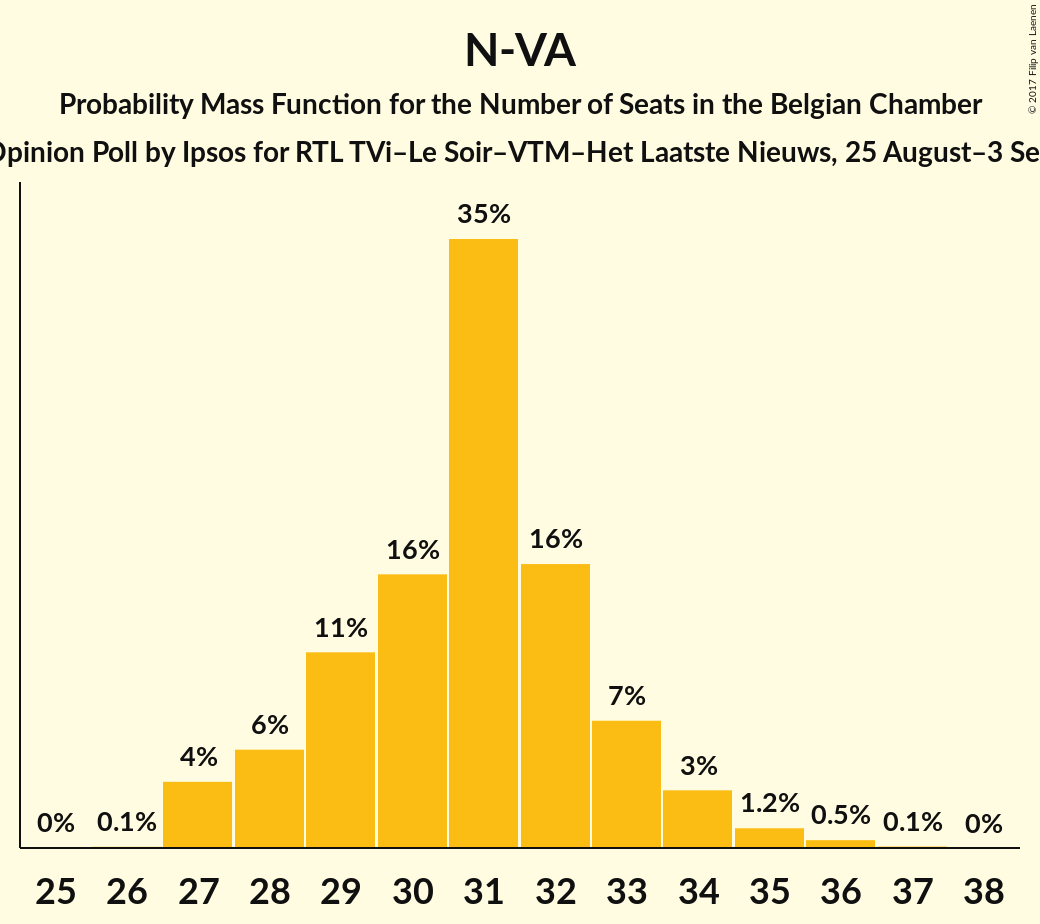 N-VA
Probability Mass Function for the Number of Seats in the Belgian Chamber
Opinion Poll by Ipsos for RTL TVi–Le Soir–VTM–Het Laatste Nieuws, 25 August–3 Se
© 2017 Filip van Laenen
35%
16%
16%
11%
7%
6%
4%
3%
1.2%
0.5%
0%
0.1%
0.1%
0%
25 26 27 28 29 30 31 32 33 34 35 36 37 38